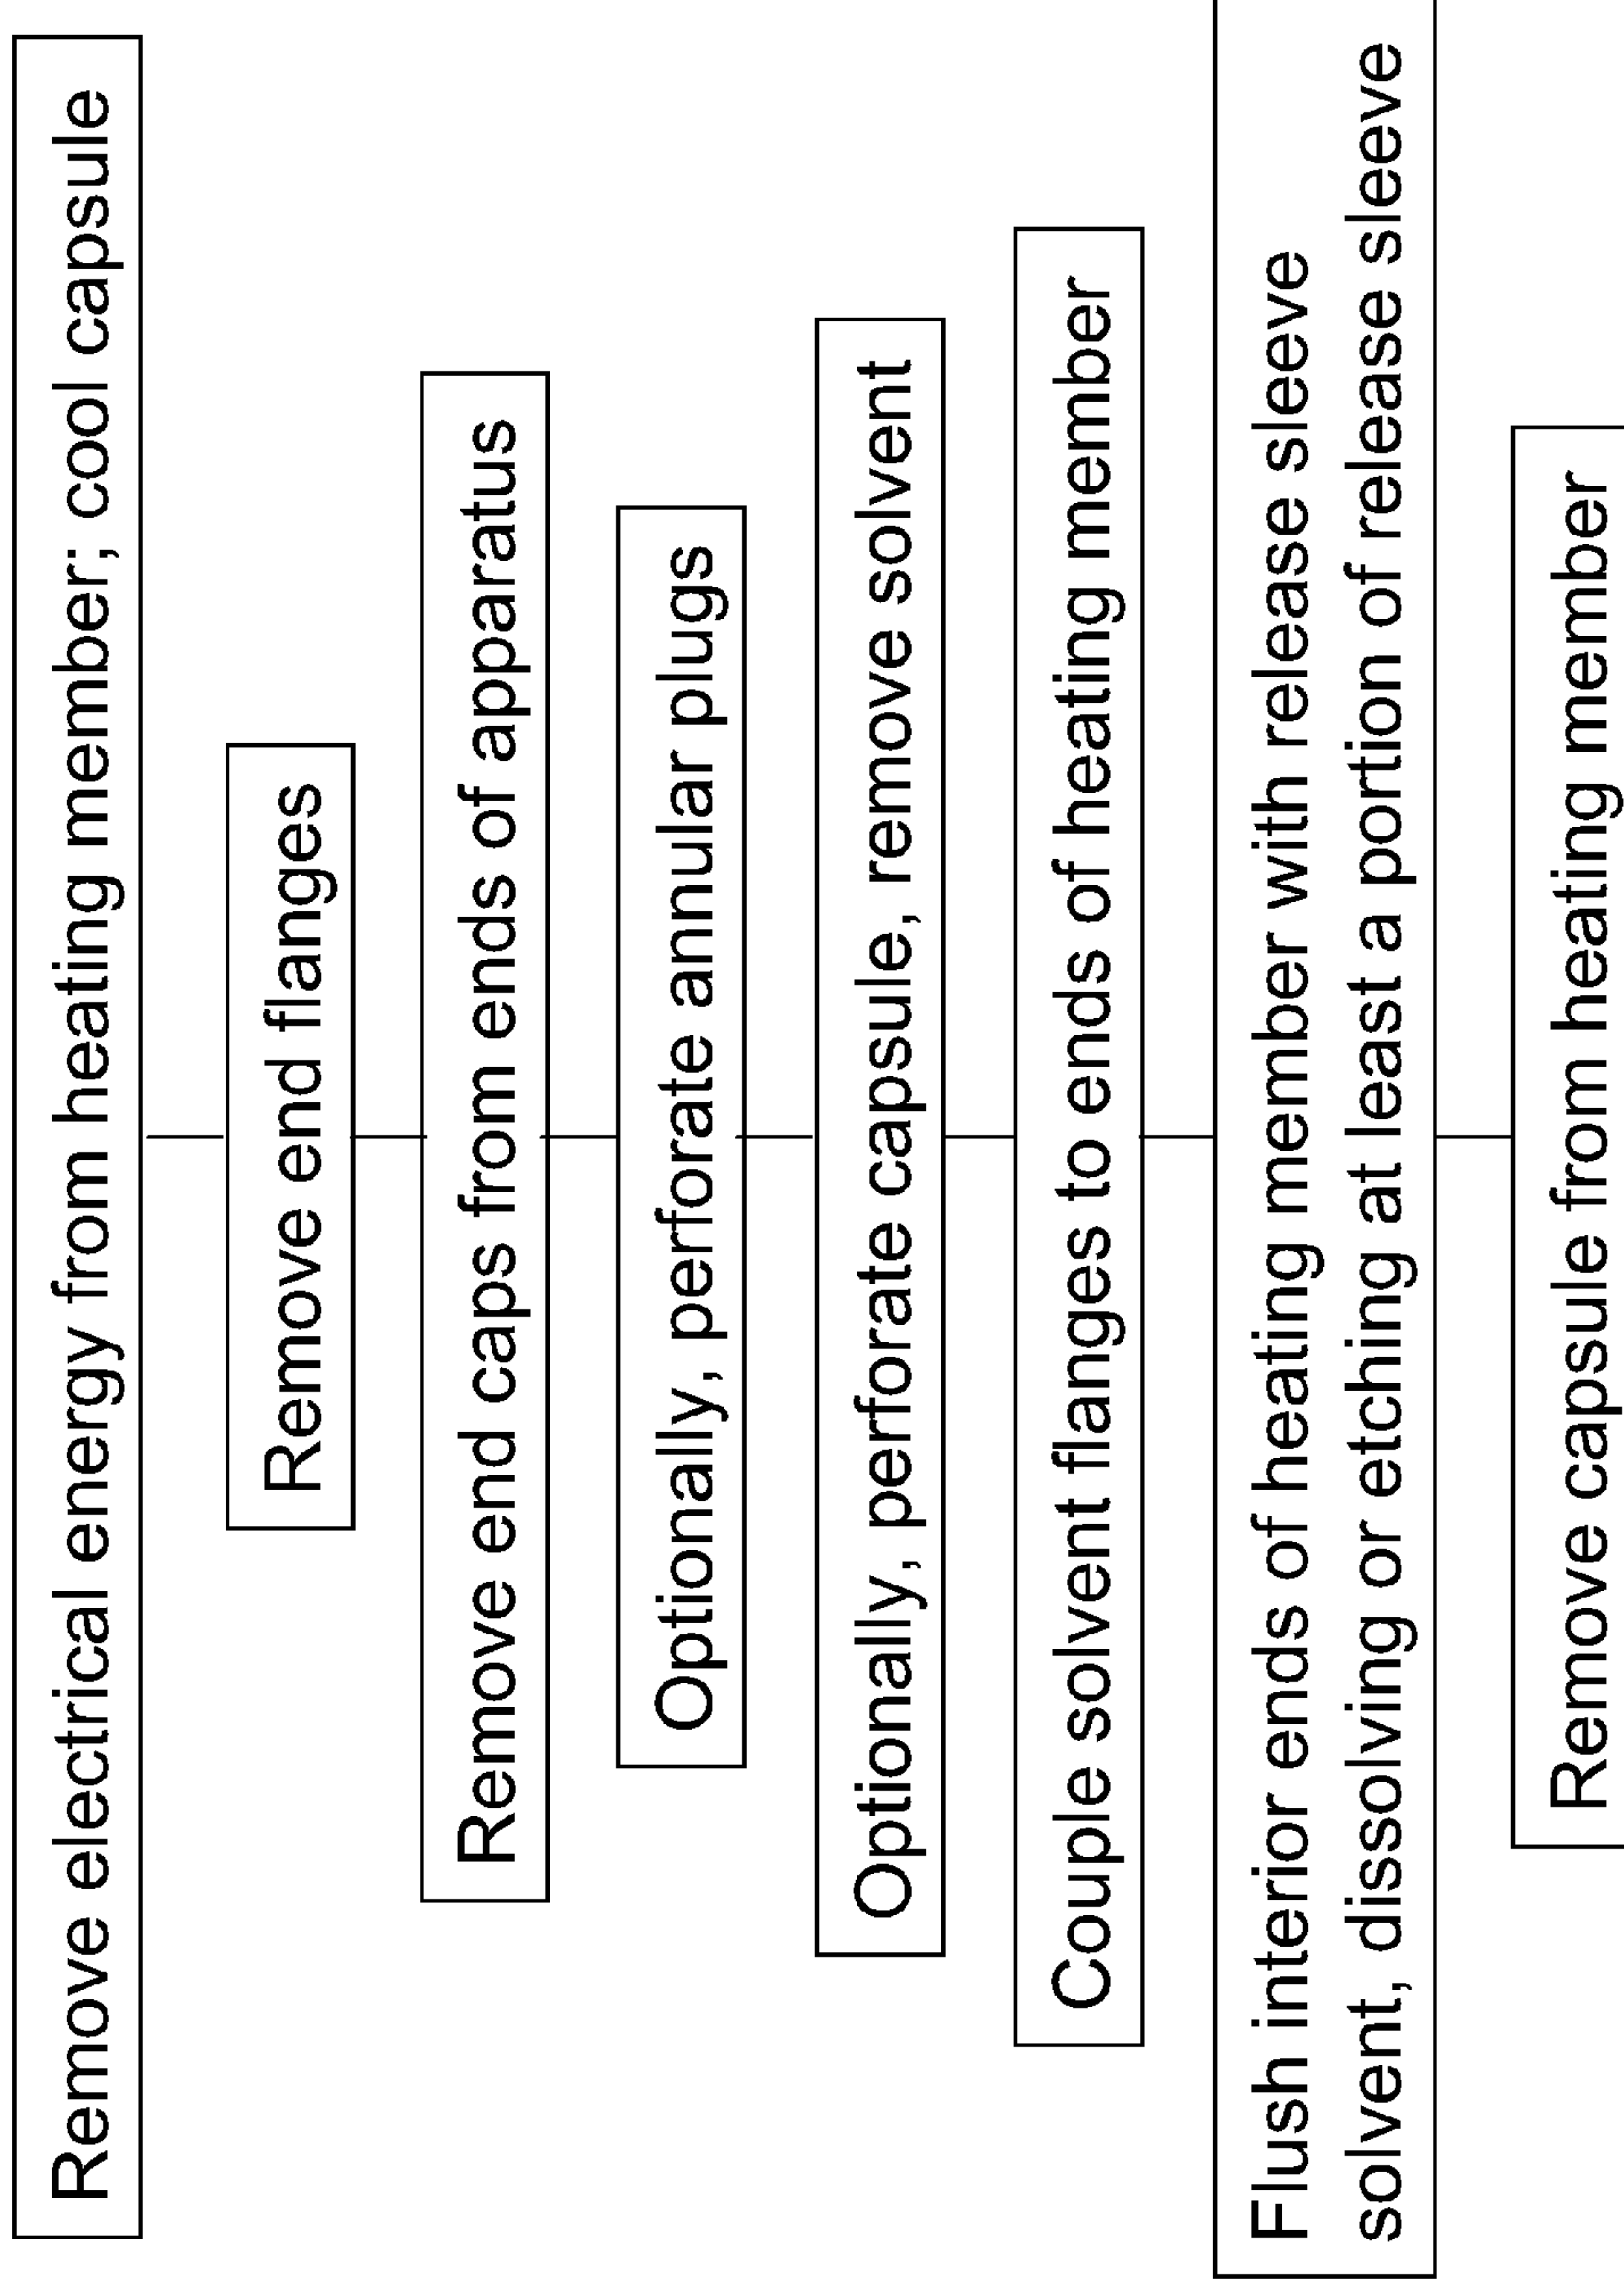 Remove electrical energy from heating member; cool capsule
Remove end flanges
Remove end caps from ends of apparatus
Optionally, perforate annular plugs
Optionally, perforate capsule, remove solvent
Couple solvent flanges to ends of heating member
Flush interior ends of heating member with release sleeve
solvent, dissolving or etching at least a portion of release sleeve
Remove capsule from heating member